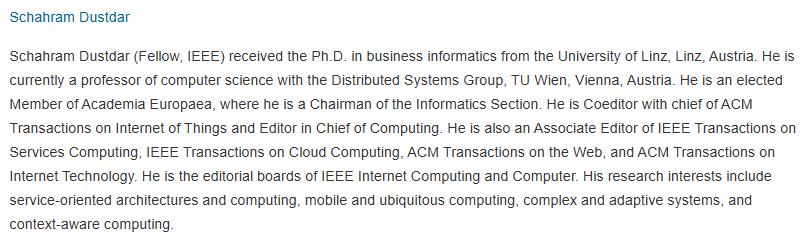 Schahram Dustdar
Schahram Dustdar (Fellow, IEEE) received the Ph.D. in business informatics from the University of Linz, Linz, Austria. He is
currently a professor of computer science with the Distributed Systems Group, TU Wien, Vienna, Austria. He is an elected
Member of Academia Europaea, where he is a Chairman of the Informatics Section. He is Coeditor with chief of ACM
Transactions on Internet of Things and Editor in Chief of Computing. He is also an Associate Editor of IEEE Transactions on
Services Computing, IEEE Transactions on Cloud Computing, ACM Transactions on the Web, and ACM Transactions on
Internet Technology. He is the editorial boards of IEEE Internet Computing and Computer. His research interests include
service-oriented architectures and computing, mobile and ubiquitous computing, complex and adaptive systems, and
context-aware computing.